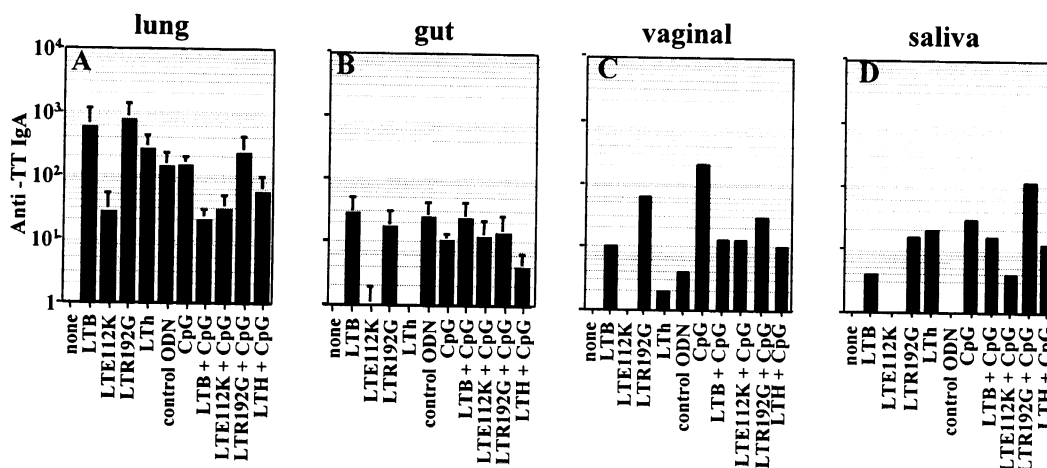 lung
gut
vaginal
saliva
Anti -TT IgA
10⁴
10³
10²
10¹
1
A
B
C
D
none
LTB
LTE112K
LTR192G
LTh
control ODN
CpG
LTB + CpG
LTE112K + CpG
LTR192G + CpG
LTH + CpG
none
LTB
LTE112K
LTR192G
LTh
control ODN
CpG
LTB + CpG
LTE112K + CpG
LTR192G + CpG
LTH + CpG
none
LTB
LTE112K
LTR192G
LTh
control ODN
CpG
LTB + CpG
LTE112K + CpG
LTR192G + CpG
LTH + CpG
none
LTB
LTE112K
LTR192G
LTh
control ODN
CpG
LTB + CpG
LTE112K + CpG
LTR192G + CpG
LTH + CpG